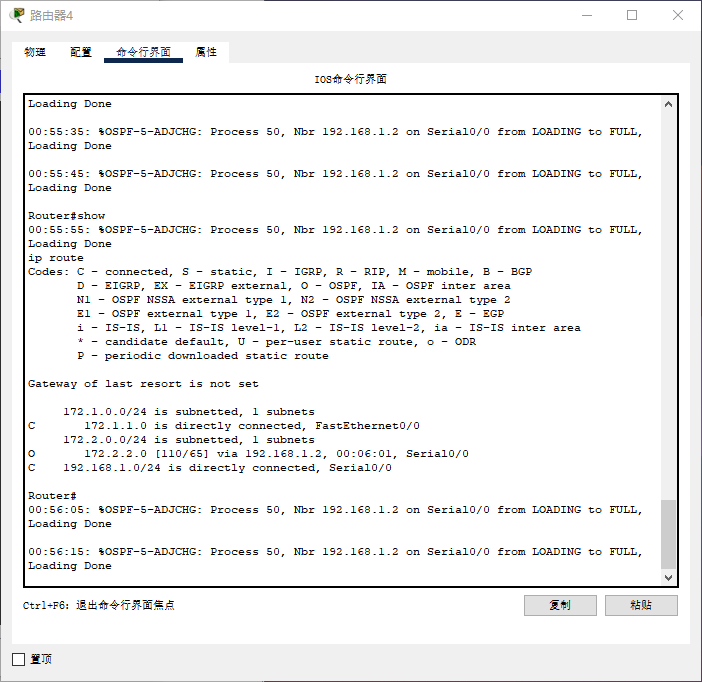 路由器4
物理 配置 命令行界面 属性
IOS命令行界面
Loading Done
00:55:35: %OSPF-5-ADJCHG: Process 50, Nbr 192.168.1.2 on Serial0/0 from LOADING to FULL,
Loading Done
00:55:45: %OSPF-5-ADJCHG: Process 50, Nbr 192.168.1.2 on Serial0/0 from LOADING to FULL,
Loading Done
Router#show
00:55:55: %OSPF-5-ADJCHG: Process 50, Nbr 192.168.1.2 on Serial0/0 from LOADING to FULL,
Loading Done
ip route
Codes: C - connected, S - static, I - IGRP, R - RIP, M - mobile, B - BGP
D - EIGRP, EX - EIGRP external, O - OSPF, IA - OSPF inter area
N1 - OSPF NSSA external type 1, N2 - OSPF NSSA external type 2
E1 - OSPF external type 1, E2 - OSPF external type 2, E - EGP
i - IS-IS, L1 - IS-IS level-1, L2 - IS-IS level-2, ia - IS-IS inter area
* - candidate default, U - per-user static route, o - ODR
P - periodic downloaded static route
Gateway of last resort is not set
172.1.0.0/24 is subnetted, 1 subnets
C 172.1.1.0 is directly connected, FastEthernet0/0
172.2.0.0/24 is subnetted, 1 subnets
O 172.2.2.0 [110/65] via 192.168.1.2, 00:06:01, Serial0/0
C 192.168.1.0/24 is directly connected, Serial0/0
Router#
00:56:05: %OSPF-5-ADJCHG: Process 50, Nbr 192.168.1.2 on Serial0/0 from LOADING to FULL,
Loading Done
00:56:15: %OSPF-5-ADJCHG: Process 50, Nbr 192.168.1.2 on Serial0/0 from LOADING to FULL,
Loading Done
Ctrl+F6: 退出命令行界面焦点 复制 粘贴
置顶